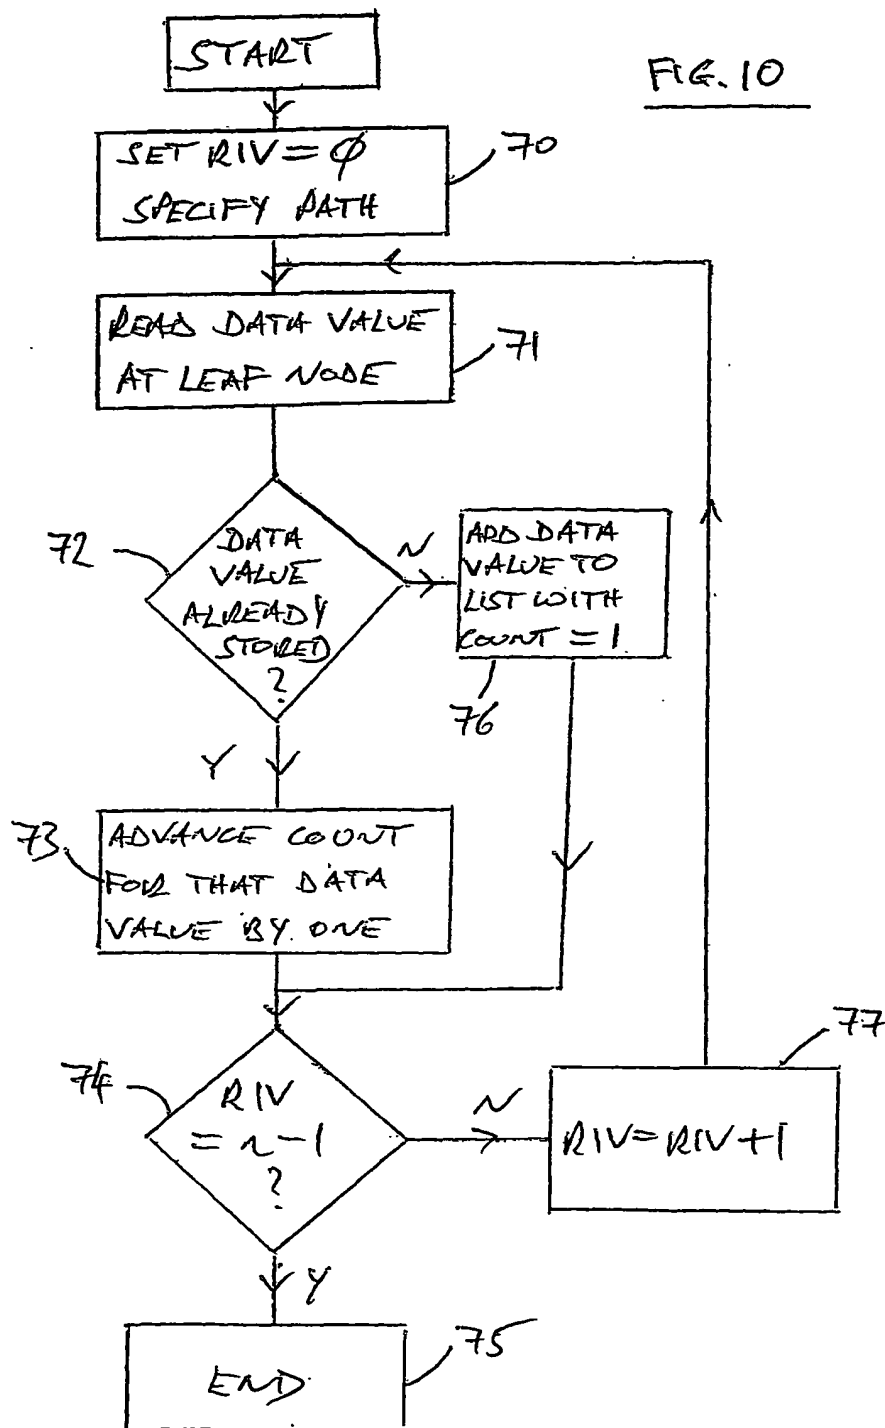 START
FIG. 10
SET RIV = φ
SPECIFY PATH
70
READ DATA VALUE
AT LEAF NODE
71
72
DATA
VALUE
ALREADY
STORED
?
N
ADD DATA
VALUE TO
LIST WITH
COUNT = 1
76
Y
73
ADVANCE COUNT
FOR THAT DATA
VALUE BY ONE
74
RIV
= n-1
?
N
77
RIV = RIV + 1
Y
75
END